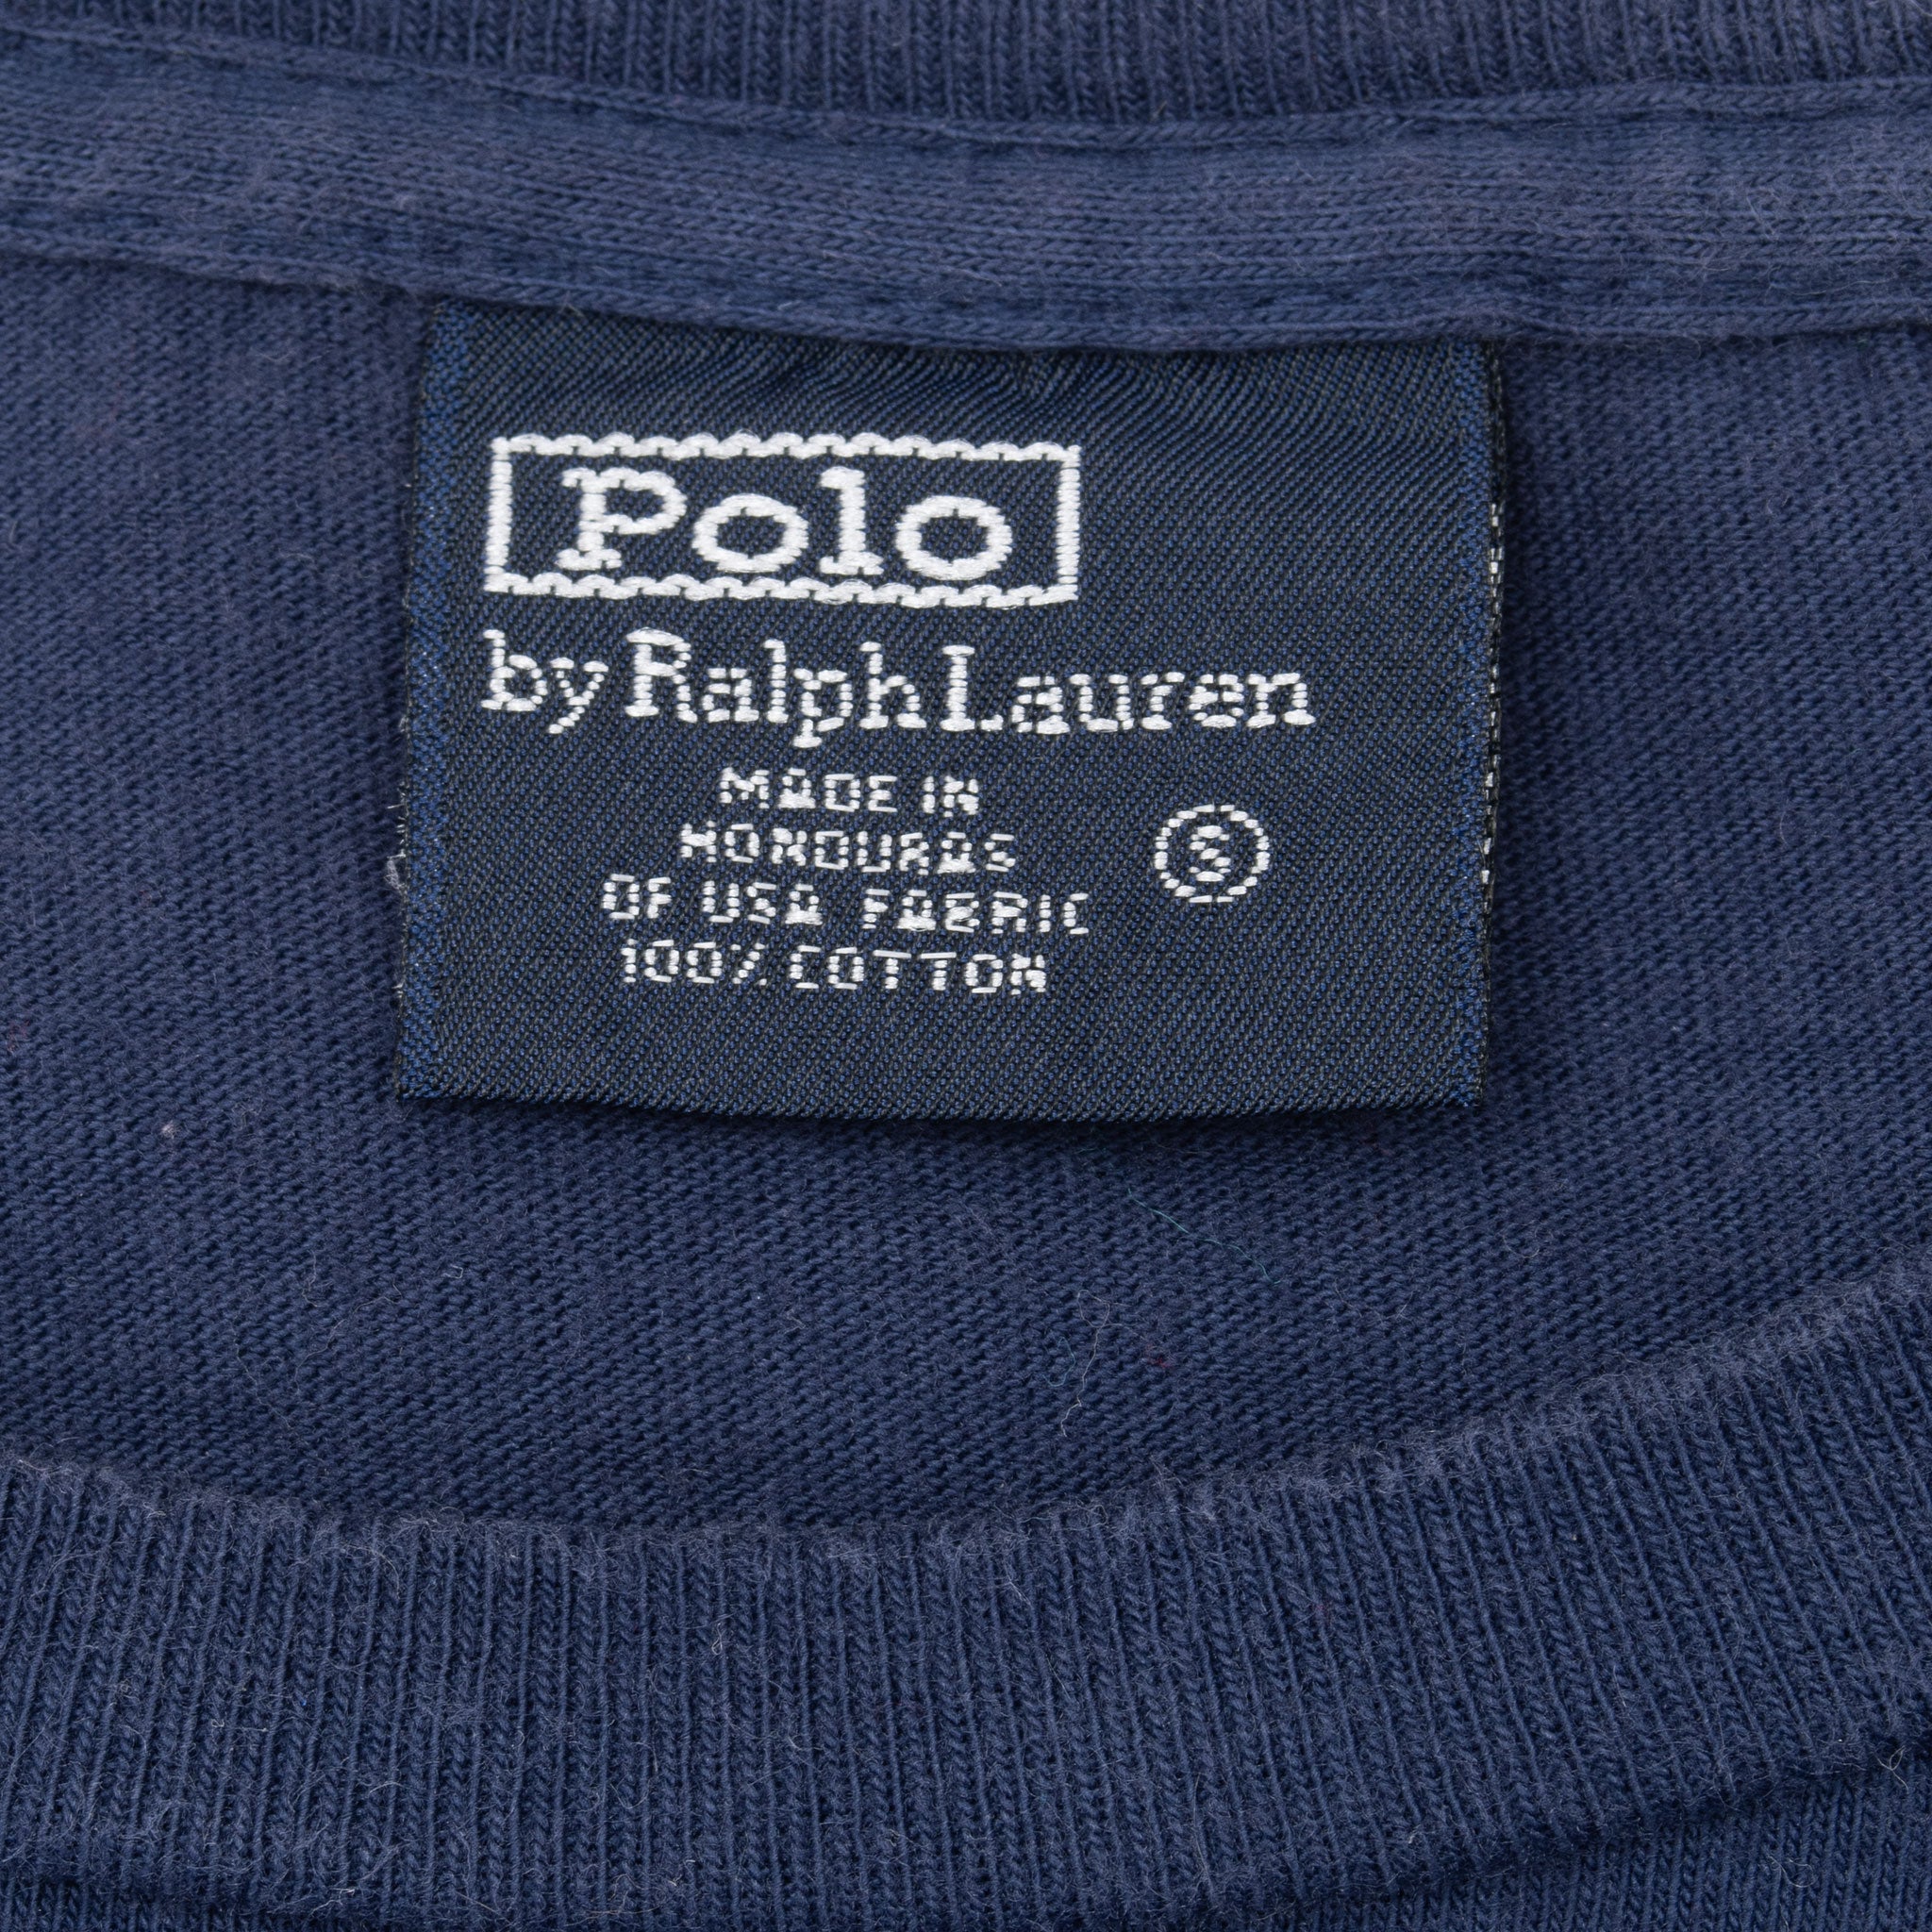 Polo
by Ralph Lauren
MADE IN
HONDURAS
OF USA FABRIC
100% COTTON
S